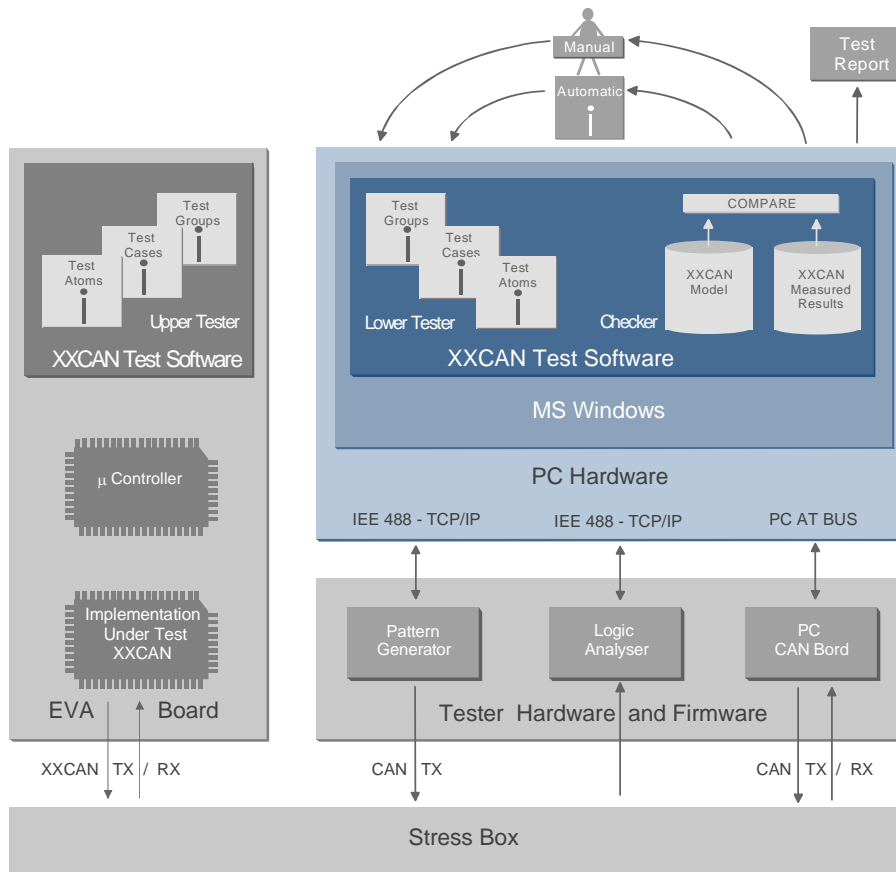 Manual
Automatic
Test
Report
Test
Groups
Test
Cases
Test
Atoms
Upper Tester
XXCAN Test Software
μ Controller
Implementation
Under Test
XXCAN
EVA Board
XXCAN TX / RX
Test
Groups
Test
Cases
Test
Atoms
Lower Tester
COMPARE
XXCAN
Model
XXCAN
Measured
Results
Checker
XXCAN Test Software
MS Windows
PC Hardware
IEE 488 - TCP/IP
IEE 488 - TCP/IP
PC AT BUS
Pattern
Generator
Logic
Analyser
PC
CAN Bord
Tester Hardware and Firmware
CAN TX
CAN TX / RX
Stress Box